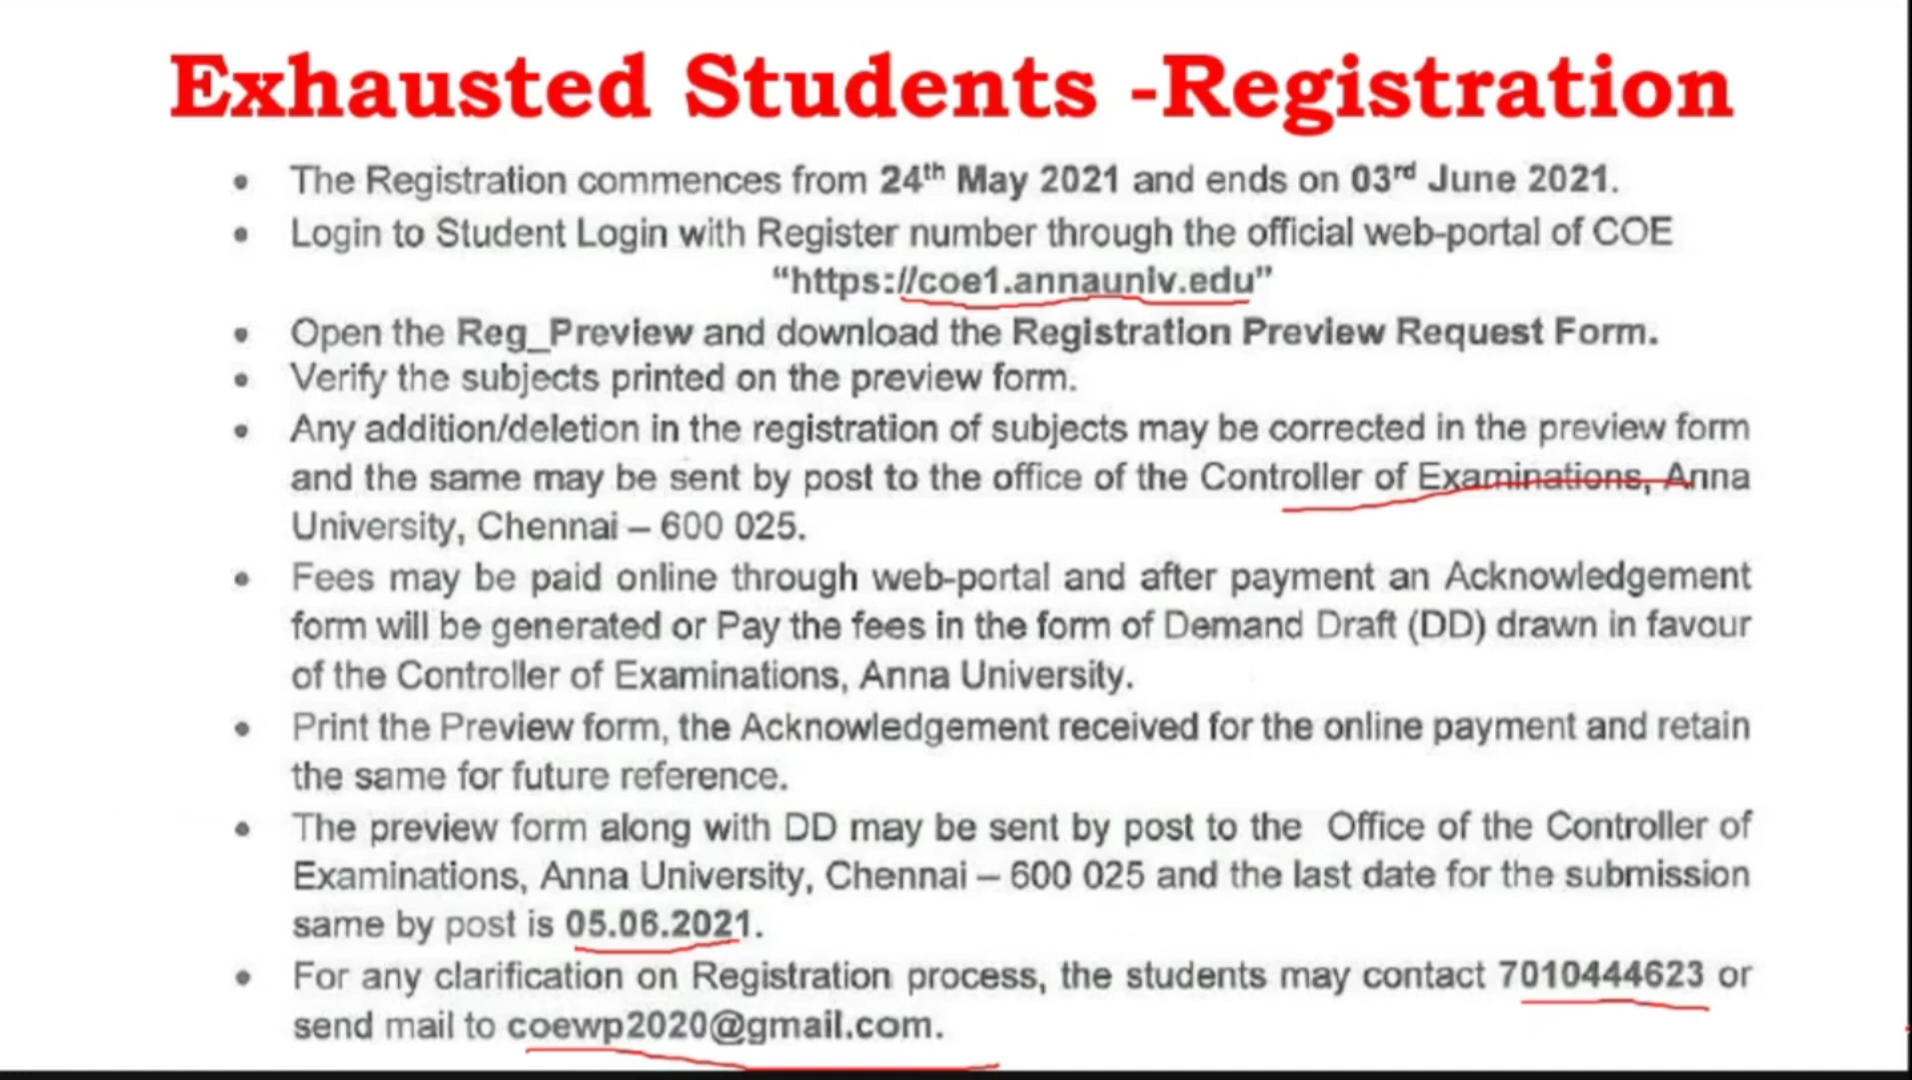 Exhausted Students -Registration
• The Registration commences from 24th May 2021 and ends on 03rd June 2021.
• Login to Student Login with Register number through the official web-portal of COE
“https://coe1.annauniv.edu”
• Open the Reg_Preview and download the Registration Preview Request Form.
• Verify the subjects printed on the preview form.
• Any addition/deletion in the registration of subjects may be corrected in the preview form
and the same may be sent by post to the office of the Controller of Examinations, Anna
University, Chennai – 600 025.
• Fees may be paid online through web-portal and after payment an Acknowledgement
form will be generated or Pay the fees in the form of Demand Draft (DD) drawn in favour
of the Controller of Examinations, Anna University.
• Print the Preview form, the Acknowledgement received for the online payment and retain
the same for future reference.
• The preview form along with DD may be sent by post to the Office of the Controller of
Examinations, Anna University, Chennai – 600 025 and the last date for the submission
same by post is 05.06.2021.
• For any clarification on Registration process, the students may contact 7010444623 or
send mail to coewp2020@gmail.com.